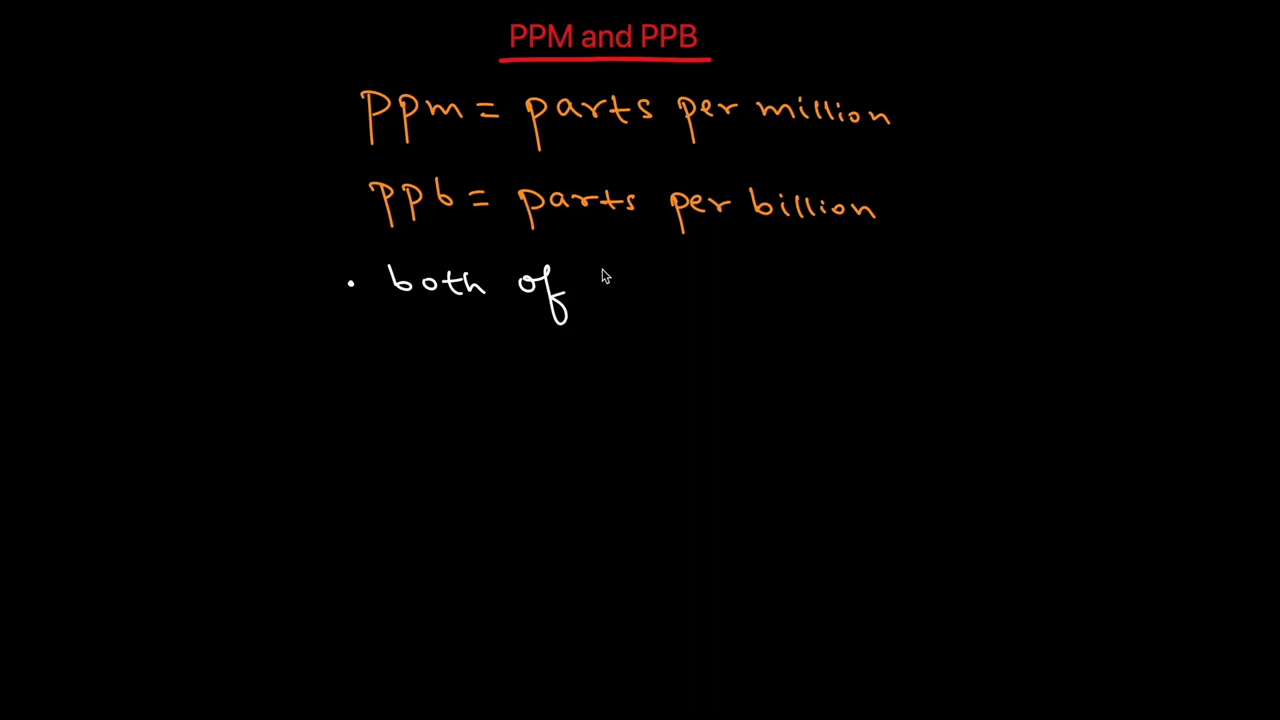 PPM and PPB
ppm = parts per million
ppb = parts per billion
• both of